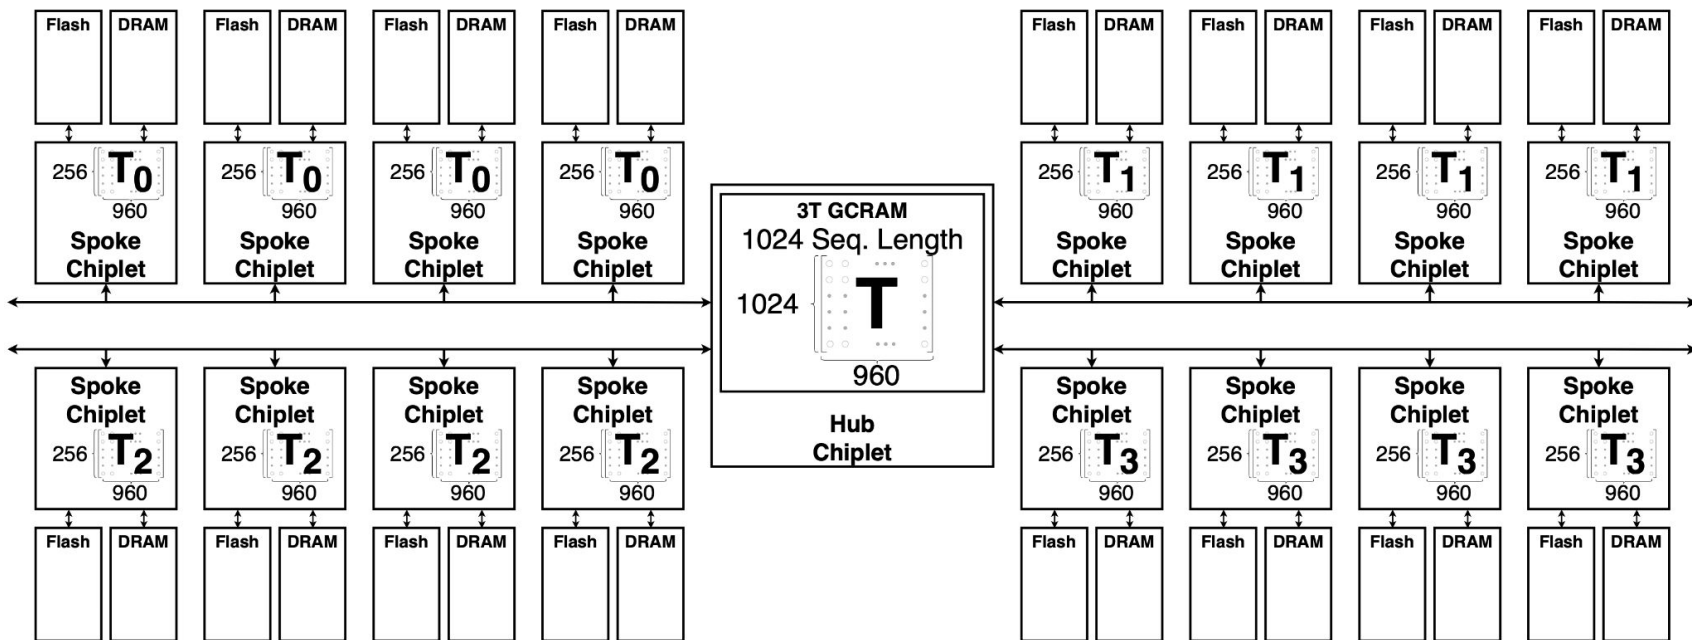 Flash DRAM Flash DRAM Flash DRAM Flash DRAM Flash DRAM Flash DRAM Flash DRAM Flash DRAM
256 T0 256 T0 256 T0 256 T0 256 T1 256 T1 256 T1 256 T1
960 960 960 960 960 960 960 960
Spoke Spoke Spoke Spoke Spoke Spoke Spoke Spoke
Chiplet Chiplet Chiplet Chiplet Chiplet Chiplet Chiplet Chiplet
3T GCRAM
1024 Seq. Length
1024 T
960
Hub
Chiplet
Spoke Spoke Spoke Spoke Spoke Spoke Spoke Spoke
Chiplet Chiplet Chiplet Chiplet Chiplet Chiplet Chiplet Chiplet
256 T2 256 T2 256 T2 256 T2 256 T3 256 T3 256 T3 256 T3
960 960 960 960 960 960 960 960
Flash DRAM Flash DRAM Flash DRAM Flash DRAM Flash DRAM Flash DRAM Flash DRAM Flash DRAM